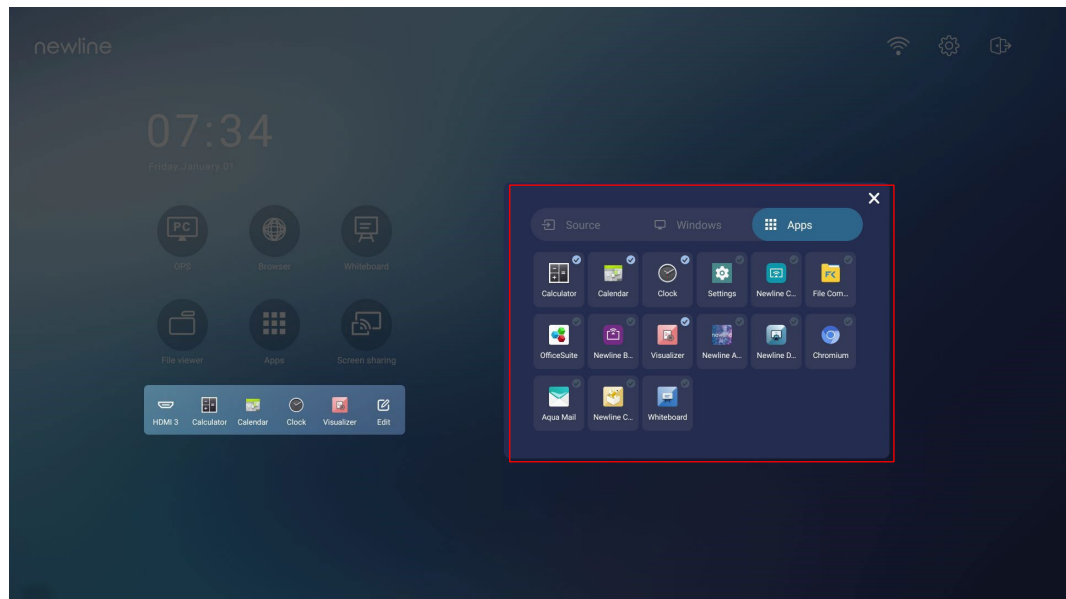 newline
07:34
Friday,January 01
PC
OPS
Browser
Whiteboard
File viewer
Apps
Screen sharing
HDMI 3
Calculator
Calendar
Clock
Visualizer
Edit
Source
Windows
Apps
Calculator
Calendar
Clock
Settings
Newline C...
File Com...
OfficeSuite
Newline B...
Visualizer
Newline A...
Newline D...
Chromium
Aqua Mail
Newline C...
Whiteboard